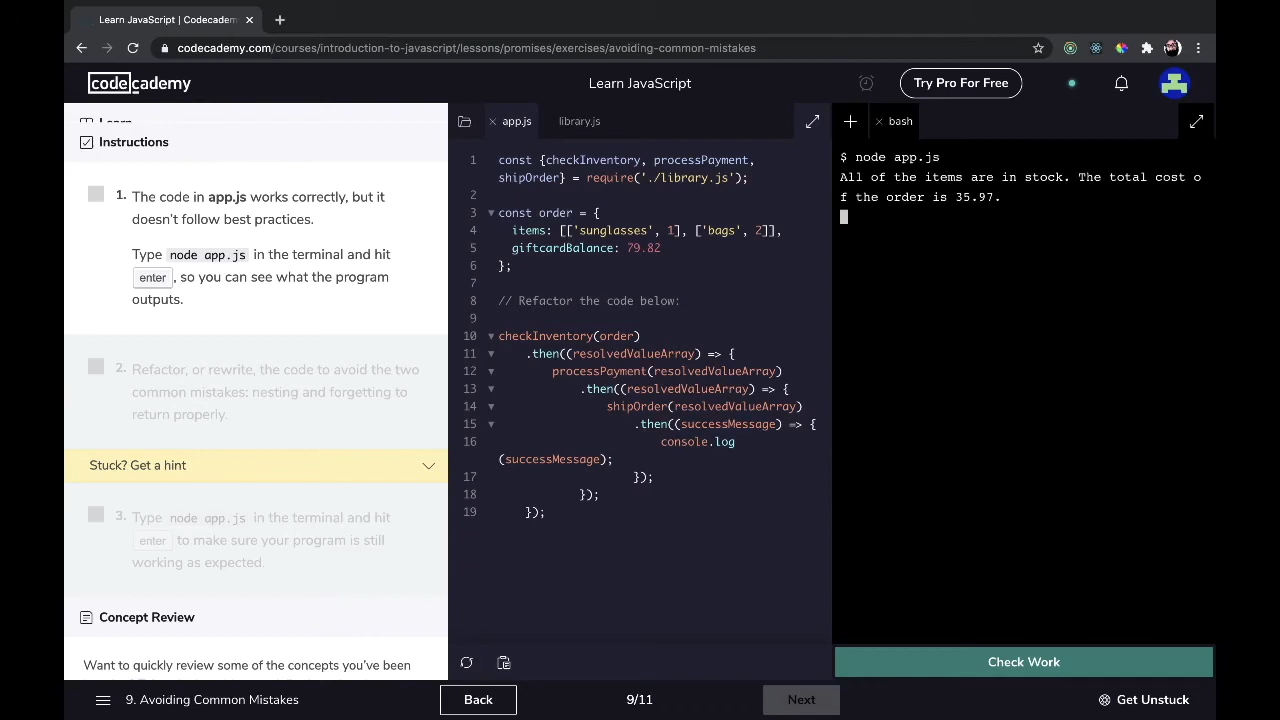 Learn JavaScript | Codecadem
codecademy.com/courses/introduction-to-javascript/lessons/promises/exercises/avoiding-common-mistakes
codecademy
Learn JavaScript
Try Pro For Free
Learn
Instructions
1. The code in app.js works correctly, but it
doesn't follow best practices.
Type node app.js in the terminal and hit
enter , so you can see what the program
outputs.
2. Refactor, or rewrite, the code to avoid the two
common mistakes: nesting and forgetting to
return properly.
Stuck? Get a hint
3. Type node app.js in the terminal and hit
enter to make sure your program is still
working as expected.
Concept Review
Want to quickly review some of the concepts you've been
app.js
library.js
1 const {checkInventory, processPayment,
shipOrder} = require('./library.js');
2
3 const order = {
4 items: [['sunglasses', 1], ['bags', 2]],
5 giftcardBalance: 79.82
6 };
7
8 // Refactor the code below:
9
10 checkInventory(order)
11 .then((resolvedValueArray) => {
12 processPayment(resolvedValueArray)
13 .then((resolvedValueArray) => {
14 shipOrder(resolvedValueArray)
15 .then((successMessage) => {
16 console.log
(successMessage);
17 });
18 });
19 });
bash
$ node app.js
All of the items are in stock. The total cost o
f the order is 35.97.
Check Work
9. Avoiding Common Mistakes
Back
9/11
Next
Get Unstuck